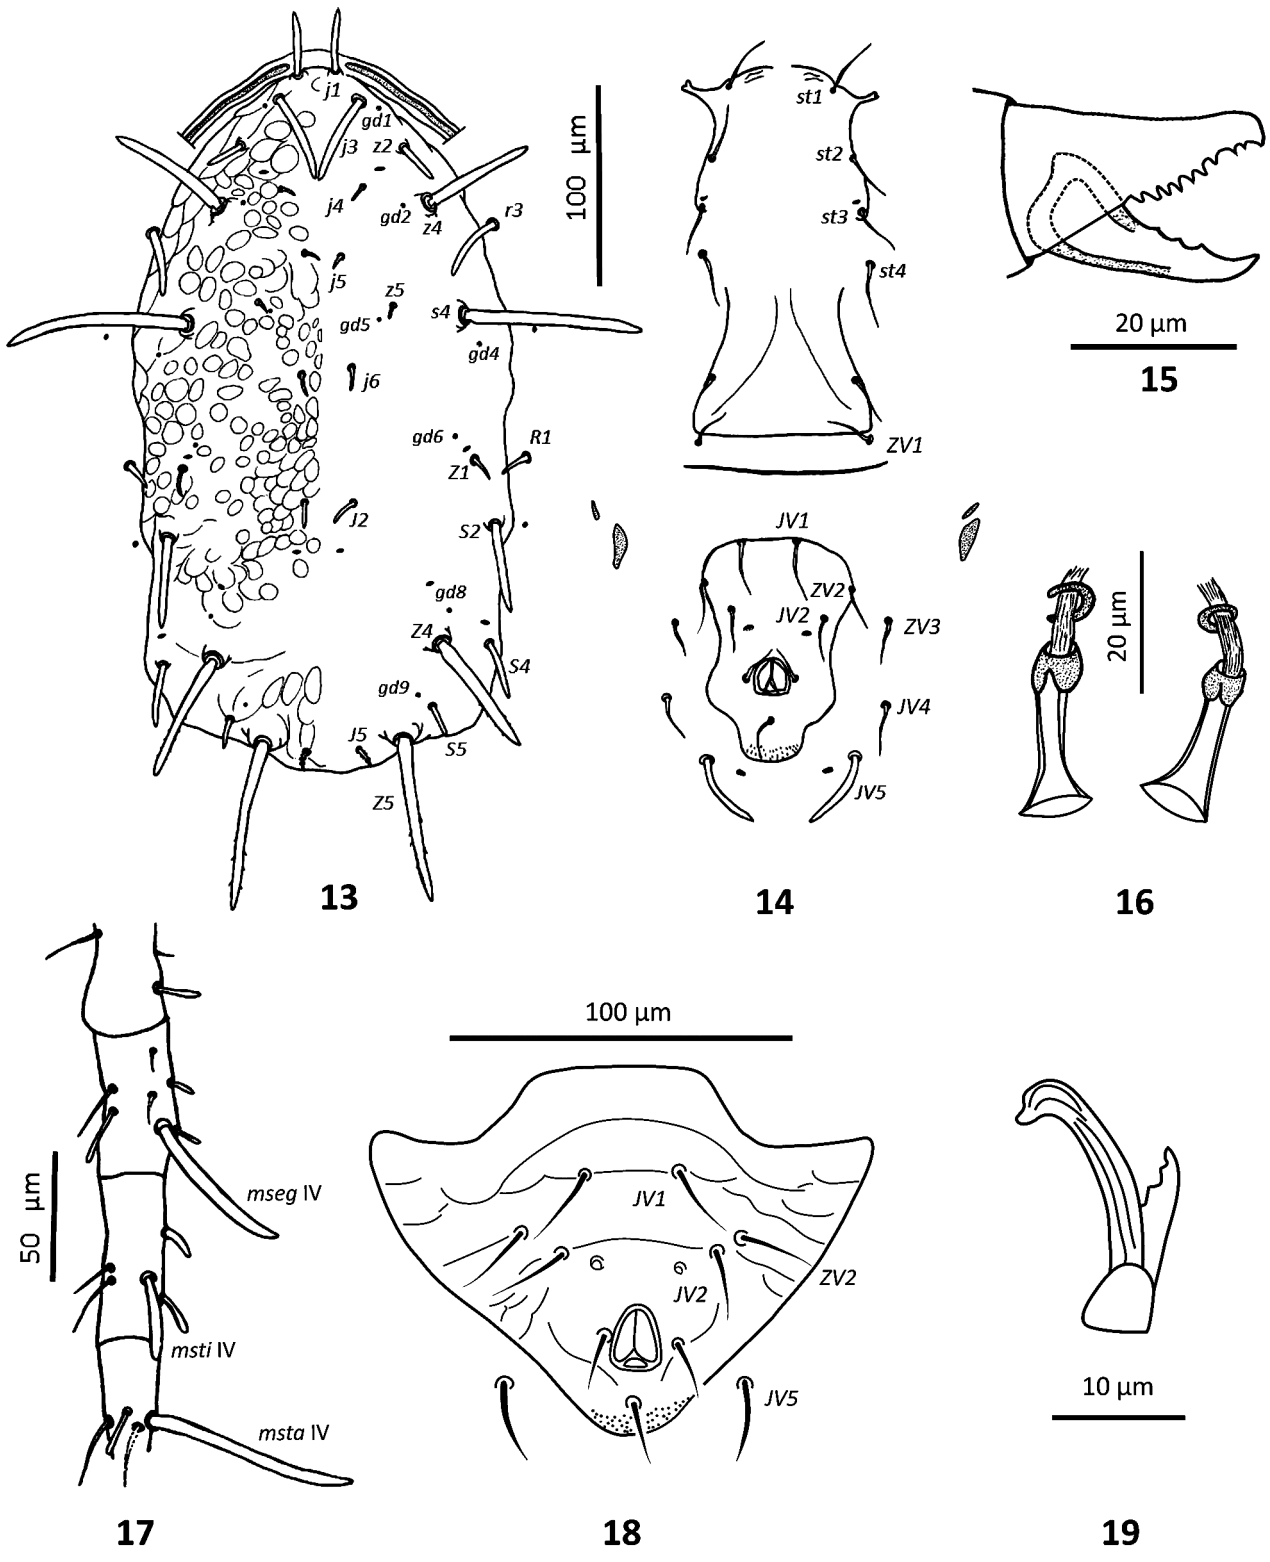 j1
gd1
j3
z2
j4
gd2
z4
r3
j5
z5
gd5
s4
gd4
j6
gd6
R1
Z1
J2
S2
gd8
Z4
S4
gd9
J5
S5
Z5
100 µm
13
st1
st2
st3
st4
ZV1
JV1
ZV2
JV2
ZV3
JV4
JV5
14
20 µm
15
20 µm
16
mseg IV
50 µm
msti IV
msta IV
17
100 µm
JV1
ZV2
JV2
JV5
18
10 µm
19